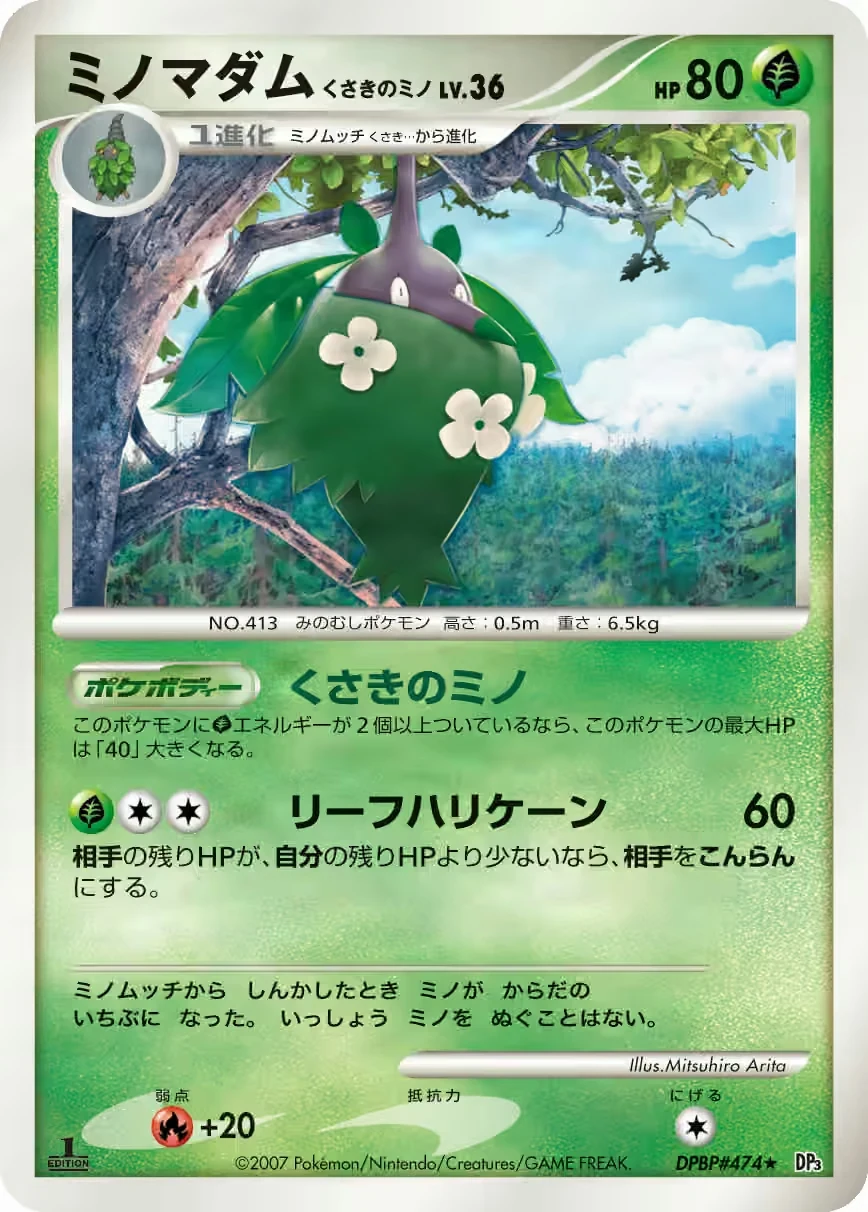 ミノマダム くさきのミノ LV.36 HP 80
1進化 ミノムッチ くさき…から進化
NO.413 みのむしポケモン 高さ：0.5m 重さ：6.5kg
ポケボディー くさきのミノ
このポケモンにエネルギーが2個以上ついているなら、このポケモンの最大HP
は「40」大きくなる。
リーフハリケーン 60
相手の残りHPが、自分の残りHPより少ないなら、相手をこんらん
にする。
ミノムッチから しんかしたとき ミノが からだの
いちぶに なった。 いっしょう ミノを ぬぐことはない。
Illus.Mitsuhiro Arita
弱点 抵抗力 にげる
+20
1 EDITION
©2007 Pokémon/Nintendo/Creatures/GAME FREAK. DPBP#474★ DP3